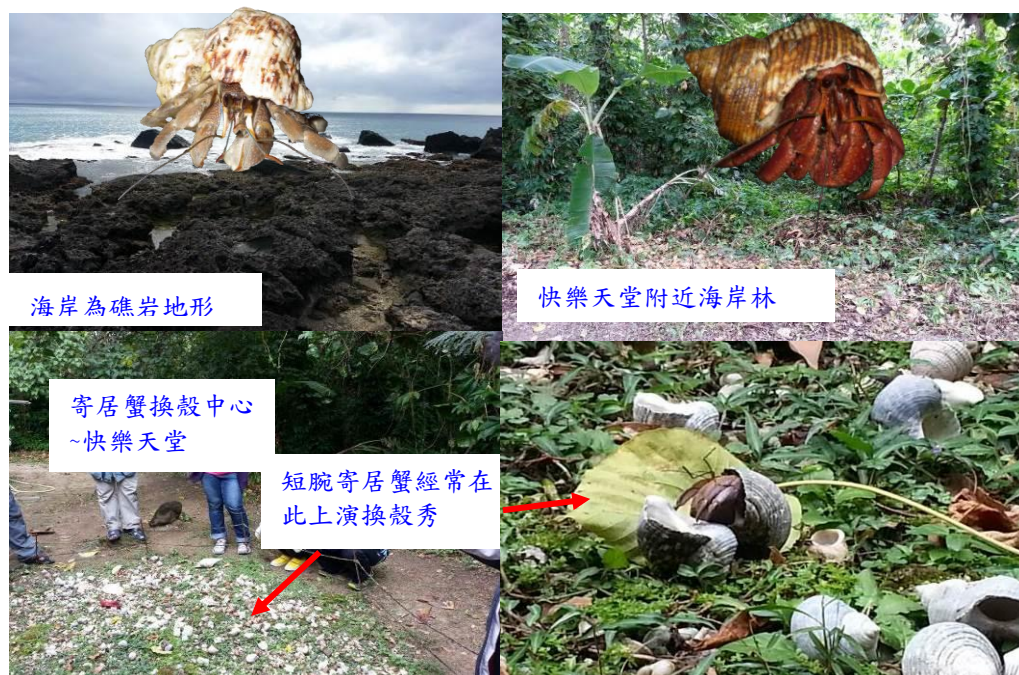 海岸為礁岩地形
快樂天堂附近海岸林
寄居蟹換殼中心
~快樂天堂
短腕寄居蟹經常在
此上演換殼秀